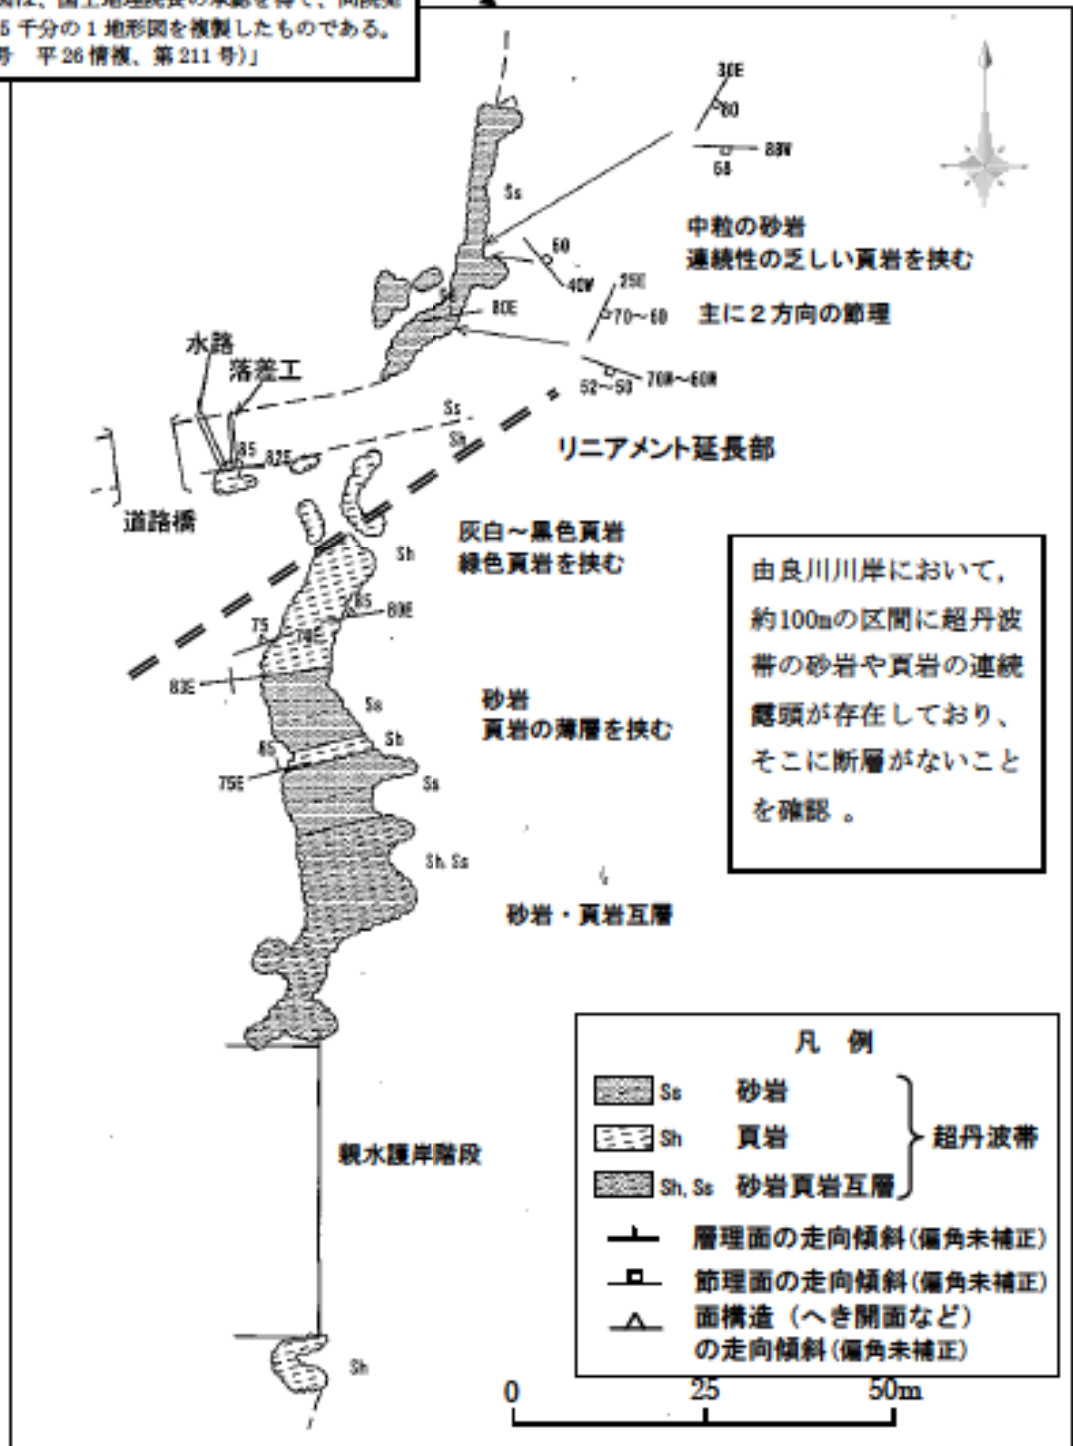 5 千分の 1 地形図を複製したものである。
号　平 26 情複、第 211 号)」
30E
80
88W
68
Ss
中粒の砂岩
連続性の乏しい頁岩を挟む
60
40W
25E
80E
70～60
主に２方向の節理
水路
落差工
52～50
70W～60W
Ss
Sh
リニアメント延長部
85
82E
道路橋
灰白～黒色頁岩
緑色頁岩を挟む
Sh
由良川川岸において,
約100mの区間に超丹波
帯の砂岩や頁岩の連続
露頭が存在しており、
そこに断層がないこと
を確認 。
85
80E
75
83E
砂岩
頁岩の薄層を挟む
Ss
Sh
85
75E
Ss
Sh, Ss
砂岩・頁岩互層
凡　例
Ss 砂岩
Sh 頁岩
Sh, Ss 砂岩頁岩互層
超丹波帯
層理面の走向傾斜(偏角未補正)
節理面の走向傾斜(偏角未補正)
面構造（へき開面など）
の走向傾斜(偏角未補正)
親水護岸階段
Sh
0 25 50m